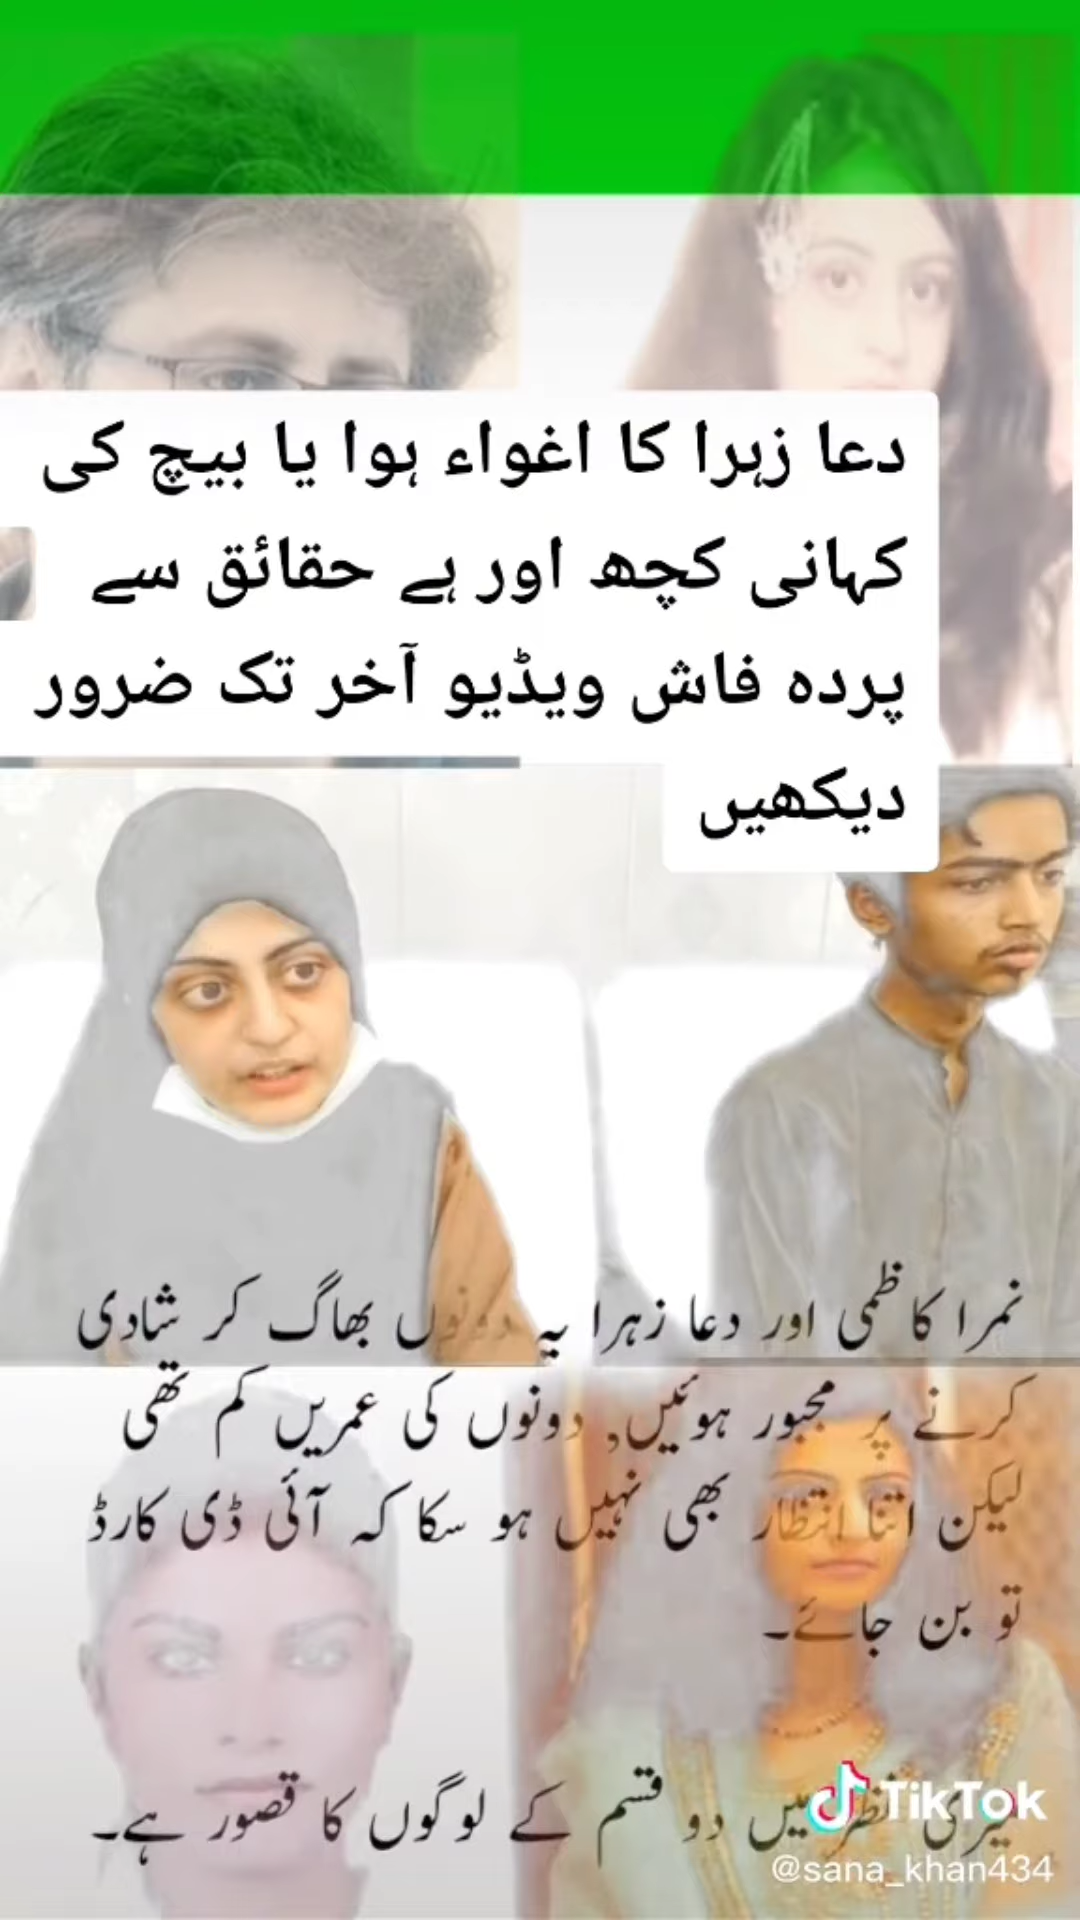 دعا زہرا کا اغواء ہوا یا بیچ کی
کہانی کچھ اور ہے حقائق سے
پردہ فاش ویڈیو آخر تک ضرور
دیکھیں
نمرا کاظمی اور دعا زہرا یہ دونوں بھاگ کر شادی
کرنے پر مجبور ہوئیں, دونوں کی عمریں کم تھی
لیکن اتنا انتظار بھی نہیں ہو سکا کہ آئی ڈی کارڈ
تو بن جائے۔
میری نظر میں دو قسم کے لوگوں کا قصور ہے۔
TikTok
@sana_khan434